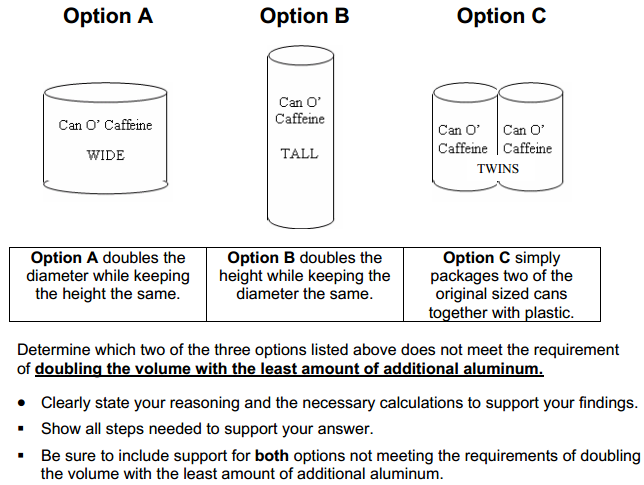 Option A
Option B
Option C
Can O' Caffeine
WIDE
Can O'
Caffeine
TALL
Can O'
Caffeine
Can O'
Caffeine
TWINS
Option A doubles the
diameter while keeping
the height the same.
Option B doubles the
height while keeping the
diameter the same.
Option C simply
packages two of the
original sized cans
together with plastic.
Determine which two of the three options listed above does not meet the requirement
of doubling the volume with the least amount of additional aluminum.
• Clearly state your reasoning and the necessary calculations to support your findings.
▪ Show all steps needed to support your answer.
▪ Be sure to include support for both options not meeting the requirements of doubling
the volume with the least amount of additional aluminum.